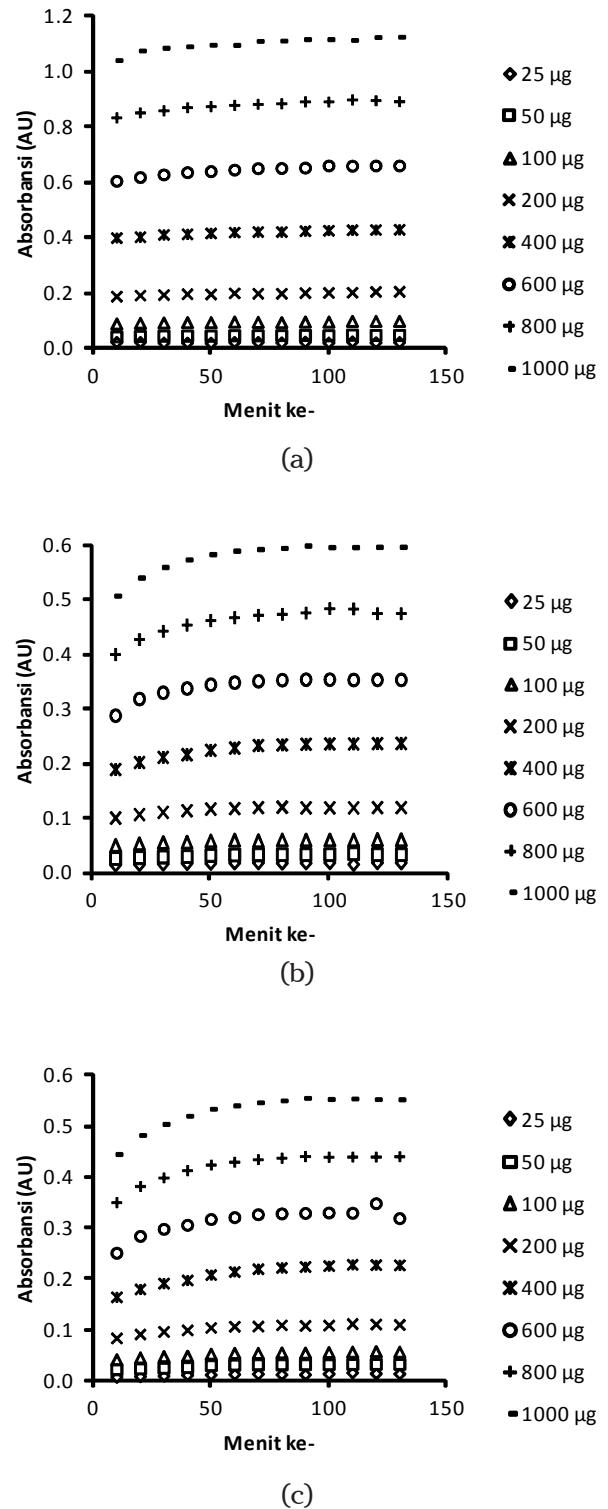 1.2
1.0
0.8
0.6
0.4
0.2
0.0
0 50 100 150
Absorbansi (AU)
Menit ke-
25 µg
50 µg
100 µg
200 µg
400 µg
600 µg
800 µg
1000 µg
(a)
0.6
0.5
0.4
0.3
0.2
0.1
0.0
0 50 100 150
Absorbansi (AU)
Menit ke-
25 µg
50 µg
100 µg
200 µg
400 µg
600 µg
800 µg
1000 µg
(b)
0.6
0.5
0.4
0.3
0.2
0.1
0.0
0 50 100 150
Absorbansi (AU)
Menit ke-
25 µg
50 µg
100 µg
200 µg
400 µg
600 µg
800 µg
1000 µg
(c)